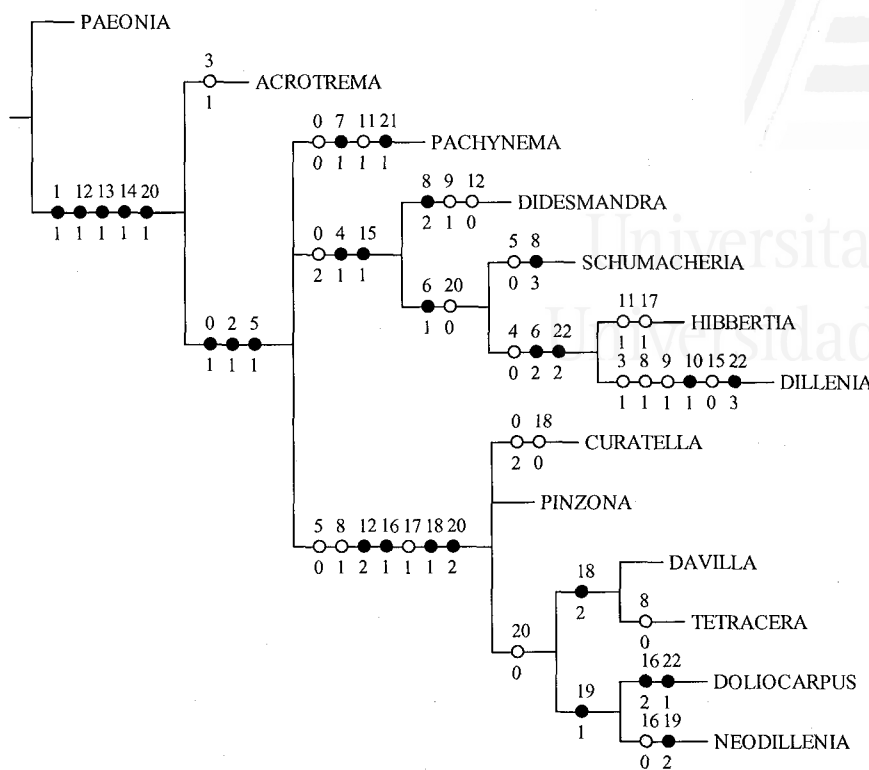 PAEONIA
3
ACROTREMA
1
0 7 11 21
PACHYNEMA
0 1 1 1
1 12 13 14 20
8 9 12
DIDESMANDRA
1 1 1 1 1
2 1 0
0 4 15
2 1 1
5 8
SCHUMACHERIA
0 3
Universita
6 20
1 0
11 17
HIBBERTIA
1 1
Universidad
0 2 5
4 6 22
1 1 1
0 2 2
3 8 9 10 15 22
DILLENIA
1 1 1 1 0 3
0 18
CURATELLA
2 0
PINZONA
5 8 12 16 17 18 20
0 1 2 1 1 1 2
18
DAVILLA
2
8
TETRACERA
0
20
0
16 22
DOLIOCARPUS
2 1
19
1
16 19
NEODILLENIA
0 2